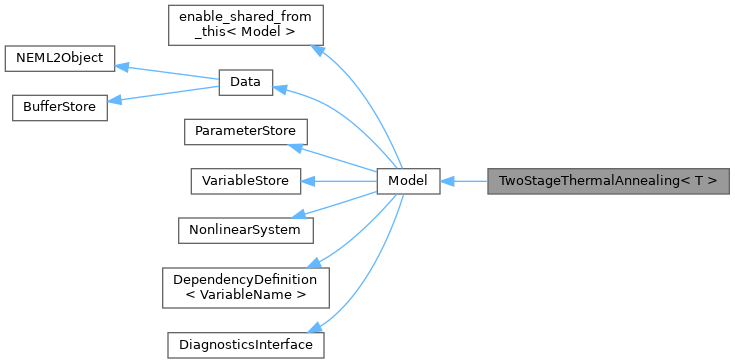 enable_shared_from
_this< Model >
NEML2Object
Data
BufferStore
ParameterStore
VariableStore
Model
TwoStageThermalAnnealing< T >
NonlinearSystem
DependencyDefinition
< VariableName >
DiagnosticsInterface